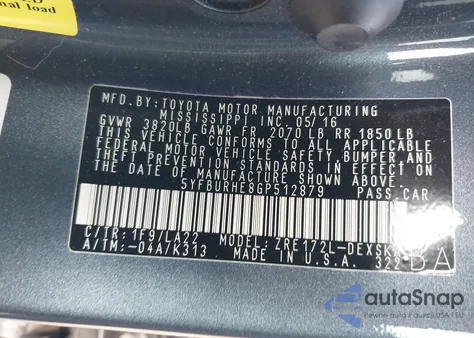 nal load
MFD. BY: TOYOTA MOTOR MANUFACTURING
MISSISSIPPI INC. 05/16
GVWR 3820LB GAWR FR 2070 LB RR 1850 LB
THIS VEHICLE CONFORMS TO ALL APPLICABLE
FEDERAL MOTOR VEHICLE SAFETY, BUMPER, AND
THEFT PREVENTION STANDARDS IN EFFECT ON
THE DATE OF MANUFACTURE SHOWN ABOVE.
5YFBURHE8GP512879 PASS. CAR
C/TR: 1F9/LA22 MODEL: ZRE172L-DEXSK
A/TM: -04A/K313 MADE IN U.S.A. 322 BA
autoSnap